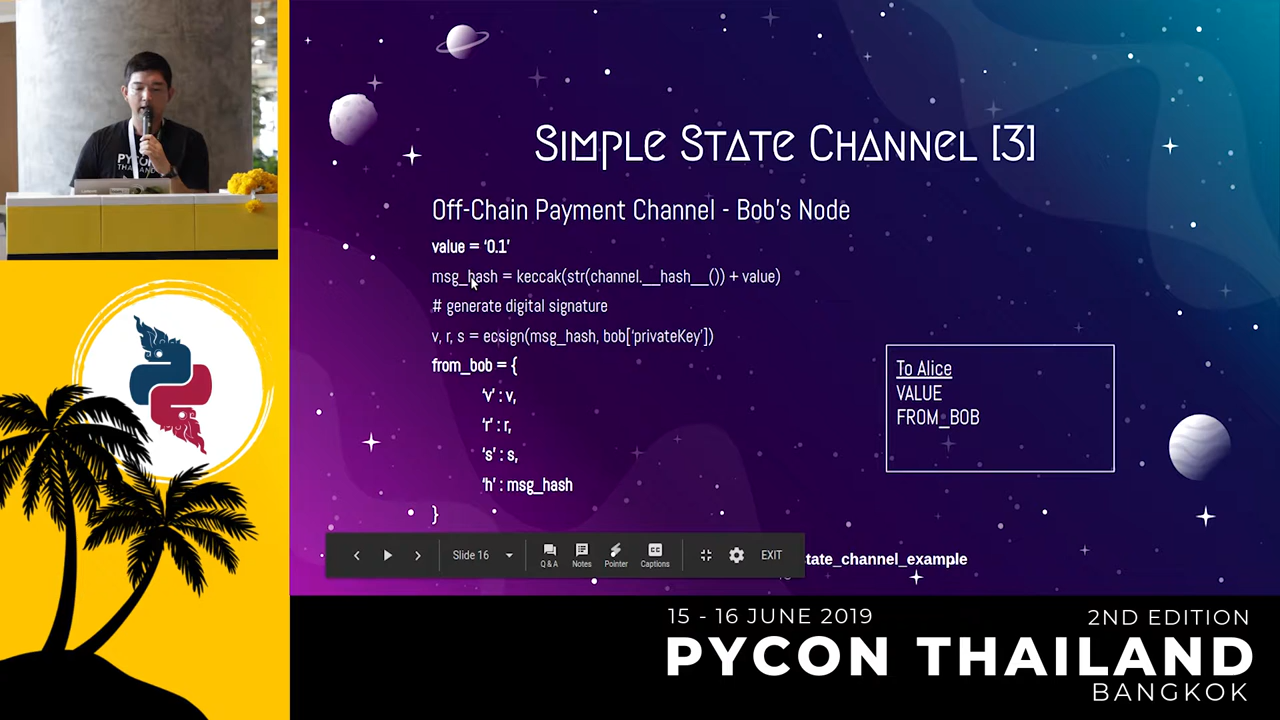 PYCON
THAILAND
SIMPLE STATE CHANNEL [3]
Off-Chain Payment Channel - Bob's Node
value = ‘0.1’
msg_hash = keccak(str(channel.__hash__()) + value)
# generate digital signature
v, r, s = ecsign(msg_hash, bob[‘privateKey’])
from_bob = {
‘v’ : v,
‘r’ : r,
‘s’ : s,
‘h’ : msg_hash
}
To Alice
VALUE
FROM_BOB
Slide 16
Q & A
Notes
Pointer
Captions
EXIT
tate_channel_example
15 - 16 JUNE 2019
2ND EDITION
PYCON THAILAND
BANGKOK